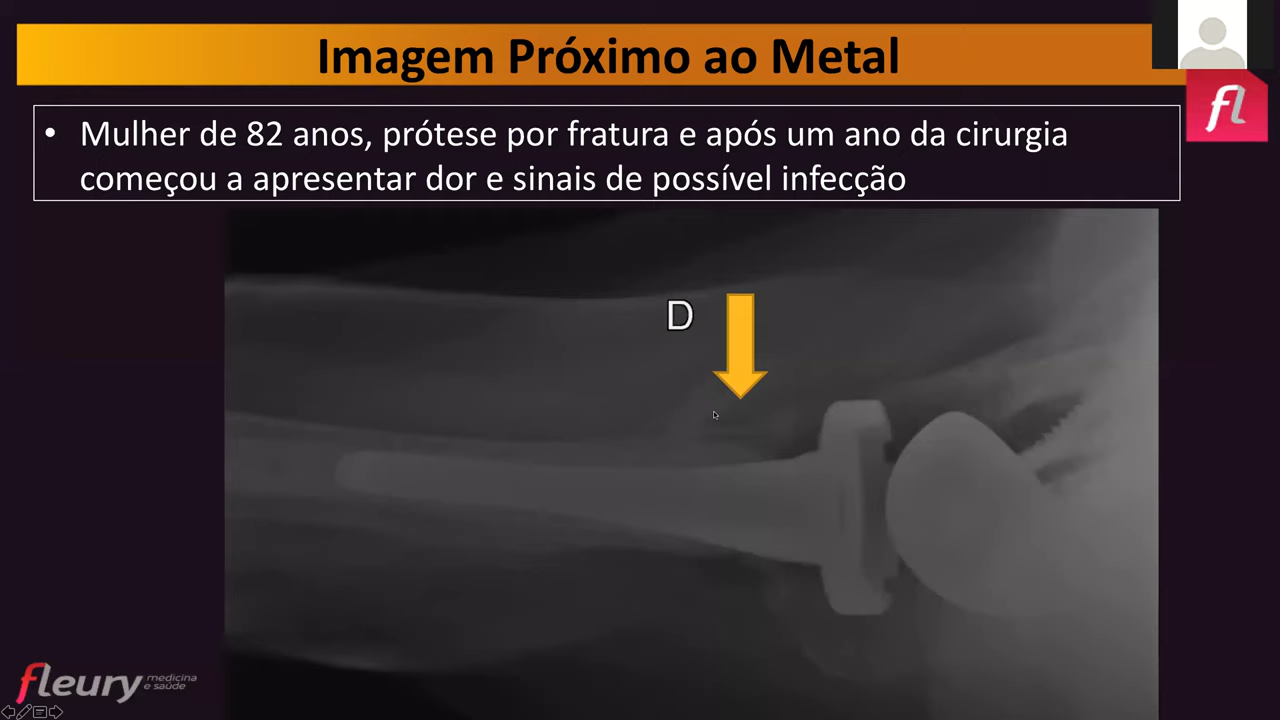 Imagem Próximo ao Metal
fl
• Mulher de 82 anos, prótese por fratura e após um ano da cirurgia
começou a apresentar dor e sinais de possível infecção
D
fleury medicina
e saúde